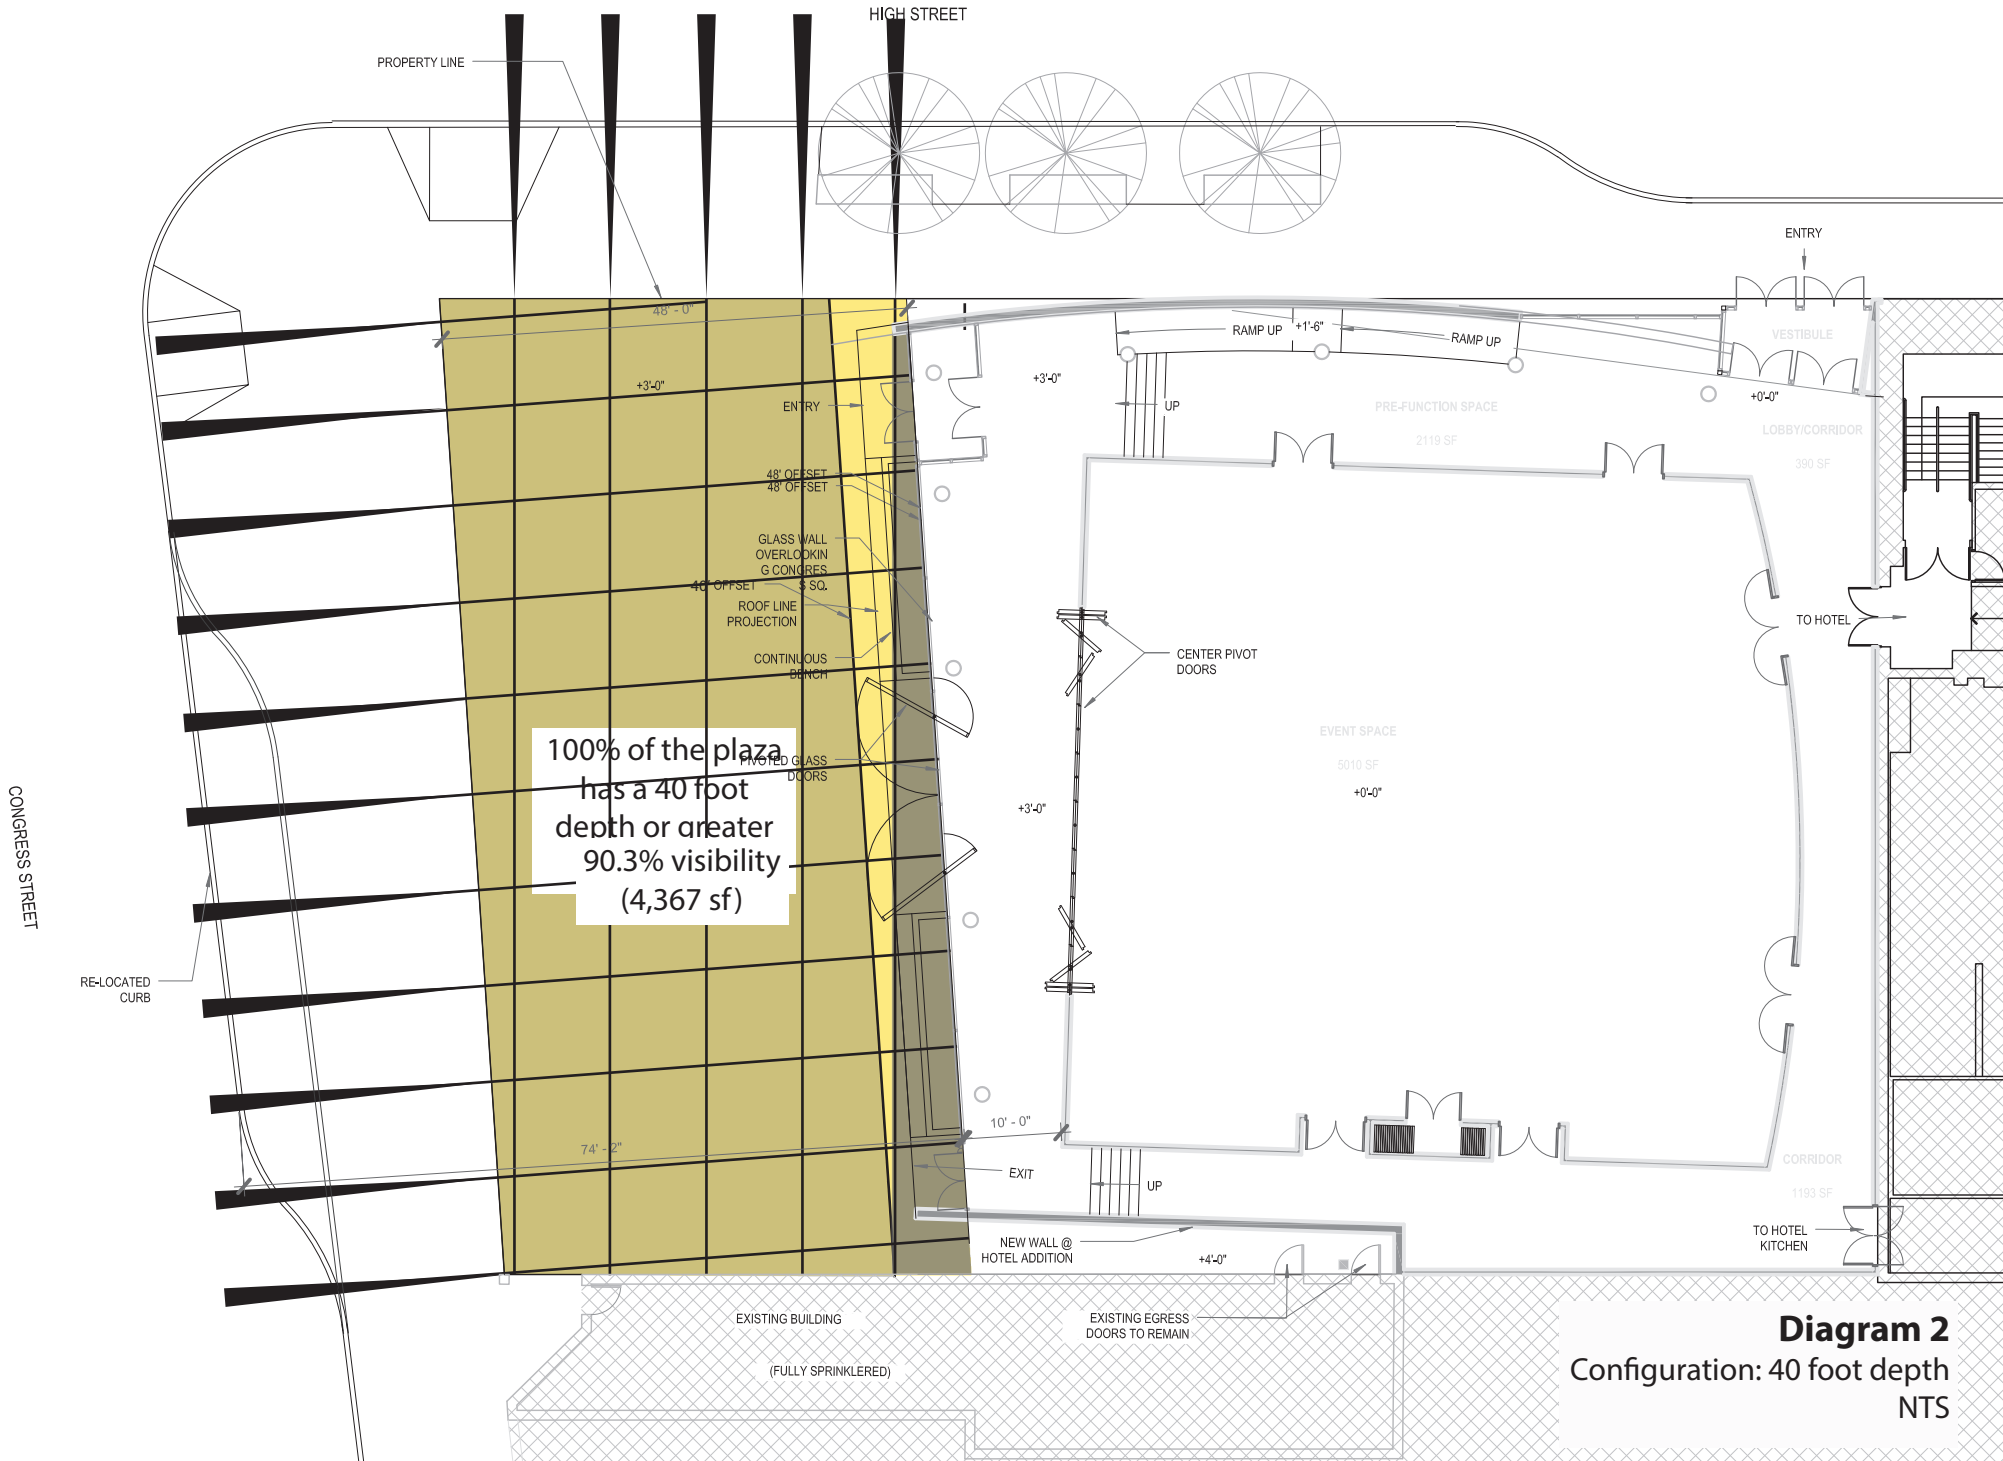 HIGH STREET
PROPERTY LINE
ENTRY
48' - 0"
RAMP UP
+1'-6"
RAMP UP
VESTIBULE
+3'-0"
ENTRY
+3'-0"
UP
PRE-FUNCTION SPACE
2119 SF
+0'-0"
LOBBY/CORRIDOR
390 SF
48' OFFSET
48' OFFSET
GLASS WALL
OVERLOOKIN
G CONGRES
S SQ.
40' OFFSET
ROOF LINE
PROJECTION
CONTINUOUS
BENCH
CENTER PIVOT
DOORS
TO HOTEL
EVENT SPACE
5010 SF
+0'-0"
100% of the plaza
has a 40 foot
depth or greater
90.3% visibility
(4,367 sf)
PIVOTED GLASS
DOORS
+3'-0"
CONGRESS STREET
RE-LOCATED
CURB
10' - 0"
74' - 2"
EXIT
UP
CORRIDOR
1193 SF
NEW WALL @
HOTEL ADDITION
+4'-0"
TO HOTEL
KITCHEN
EXISTING BUILDING
(FULLY SPRINKLERED)
EXISTING EGRESS
DOORS TO REMAIN
Diagram 2
Configuration: 40 foot depth
NTS